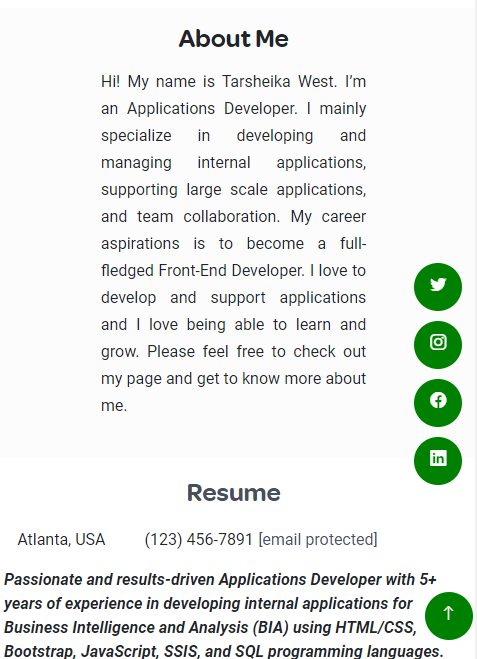 About Me
Hi! My name is Tarsheika West. I’m
an Applications Developer. I mainly
specialize in developing and
managing internal applications,
supporting large scale applications,
and team collaboration. My career
aspirations is to become a full-
fledged Front-End Developer. I love to
develop and support applications
and I love being able to learn and
grow. Please feel free to check out
my page and get to know more about
me.
Resume
Atlanta, USA (123) 456-7891 [email protected]
Passionate and results-driven Applications Developer with 5+
years of experience in developing internal applications for
Business Intelligence and Analysis (BIA) using HTML/CSS,
Bootstrap, JavaScript, SSIS, and SQL programming languages.